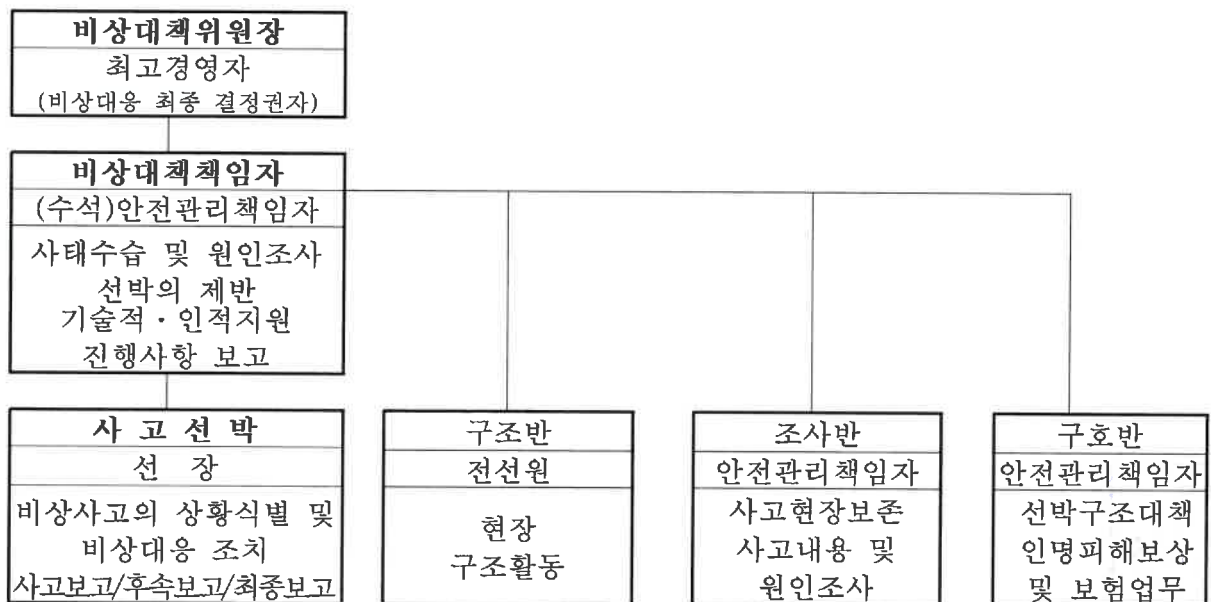 비상대책위원장
최고경영자
(비상대응 최종 결정권자)
비상대책책임자
(수석)안전관리책임자
사태수습 및 원인조사
선박의 제반
기술적·인적지원
진행사항 보고
사 고 선 박
선 장
비상사고의 상황식별 및
비상대응 조치
사고보고/후속보고/최종보고
구조반
전선원
현장
구조활동
조사반
안전관리책임자
사고현장보존
사고내용 및
원인조사
구호반
안전관리책임자
선박구조대책
인명피해보상
및 보험업무